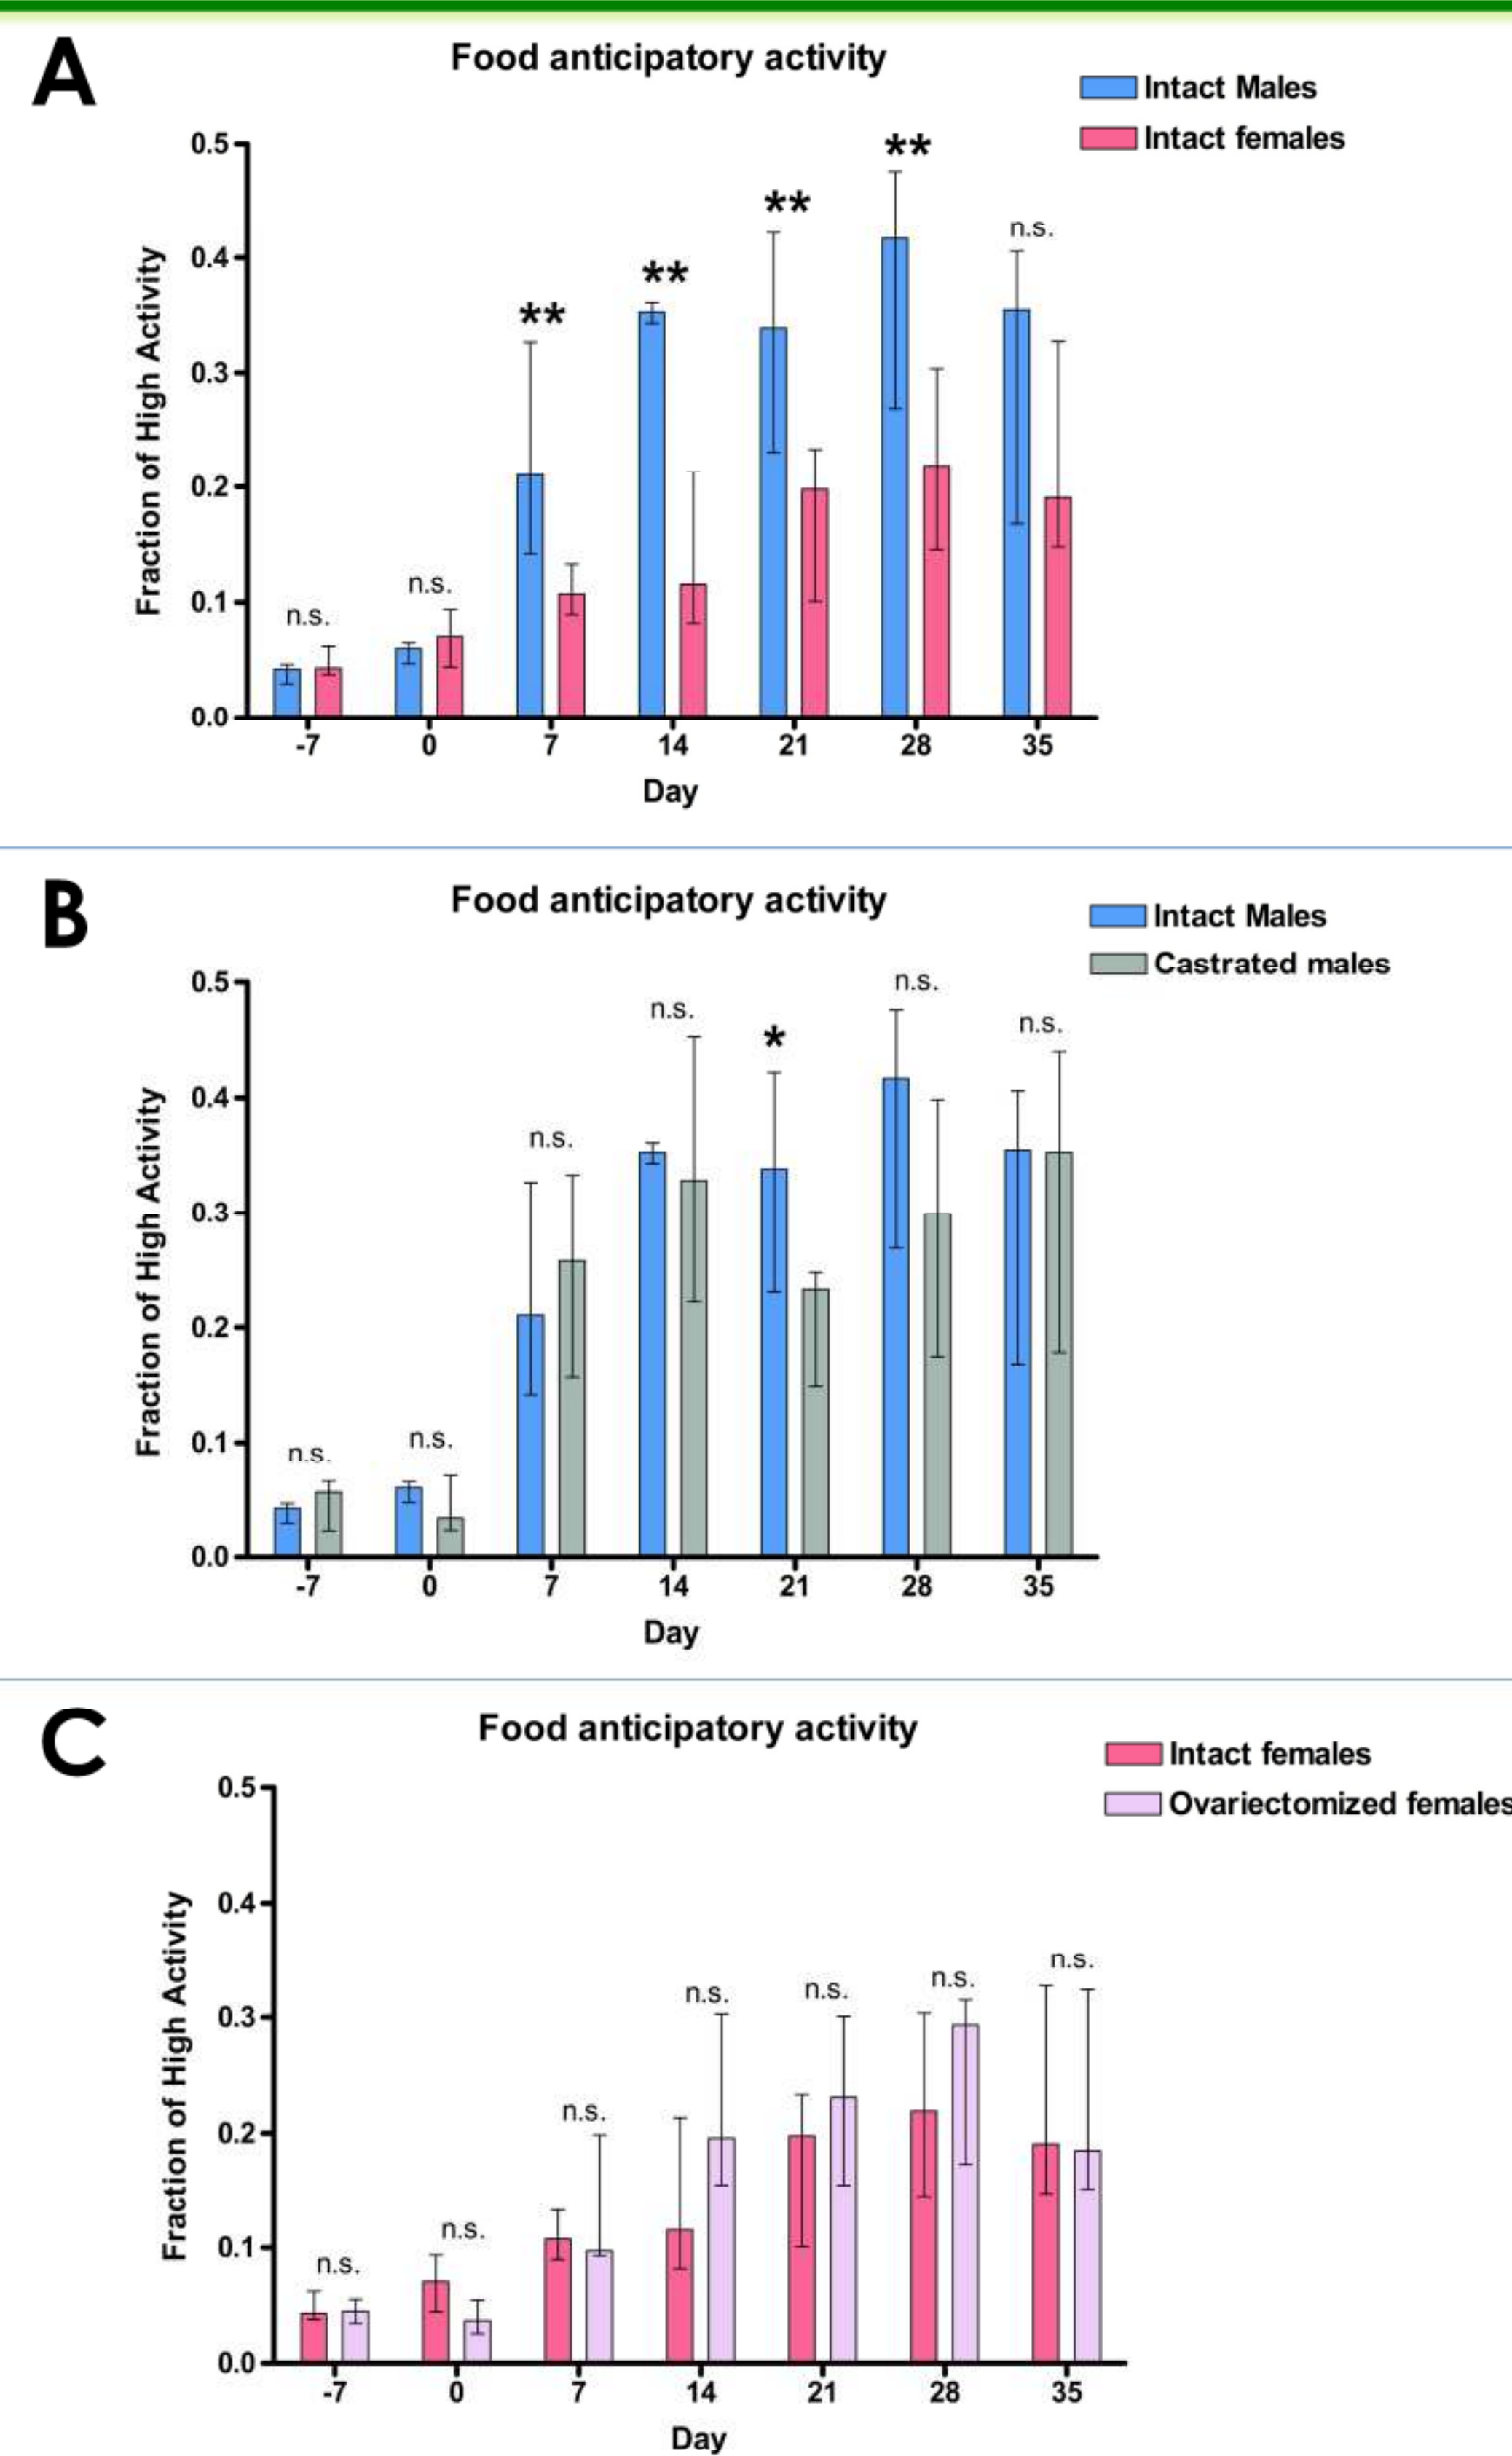 A
Food anticipatory activity
Intact Males
Intact females
Fraction of High Activity
0.5
0.4
0.3
0.2
0.1
0.0
n.s.
n.s.
**
**
**
**
n.s.
-7 0 7 14 21 28 35
Day
B
Food anticipatory activity
Intact Males
Castrated males
Fraction of High Activity
0.5
0.4
0.3
0.2
0.1
0.0
n.s.
n.s.
n.s.
n.s.
*
n.s.
n.s.
-7 0 7 14 21 28 35
Day
C
Food anticipatory activity
Intact females
Ovariectomized females
Fraction of High Activity
0.5
0.4
0.3
0.2
0.1
0.0
n.s.
n.s.
n.s.
n.s.
n.s.
n.s.
n.s.
-7 0 7 14 21 28 35
Day